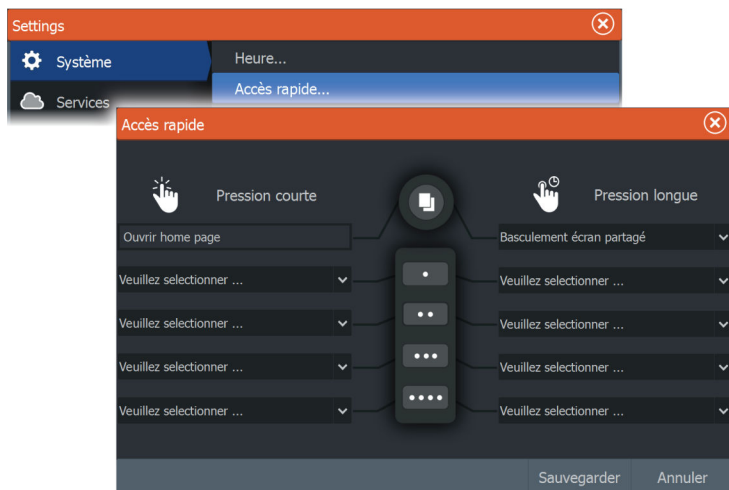 Settings
Système
Heure...
Accès rapide...
Services
Accès rapide
Pression courte
Pression longue
Ouvrir home page
Basculement écran partagé
Veuillez selectionner ...
Veuillez selectionner ...
Veuillez selectionner ...
Veuillez selectionner ...
Veuillez selectionner ...
Veuillez selectionner ...
Veuillez selectionner ...
Veuillez selectionner ...
Sauvegarder
Annuler